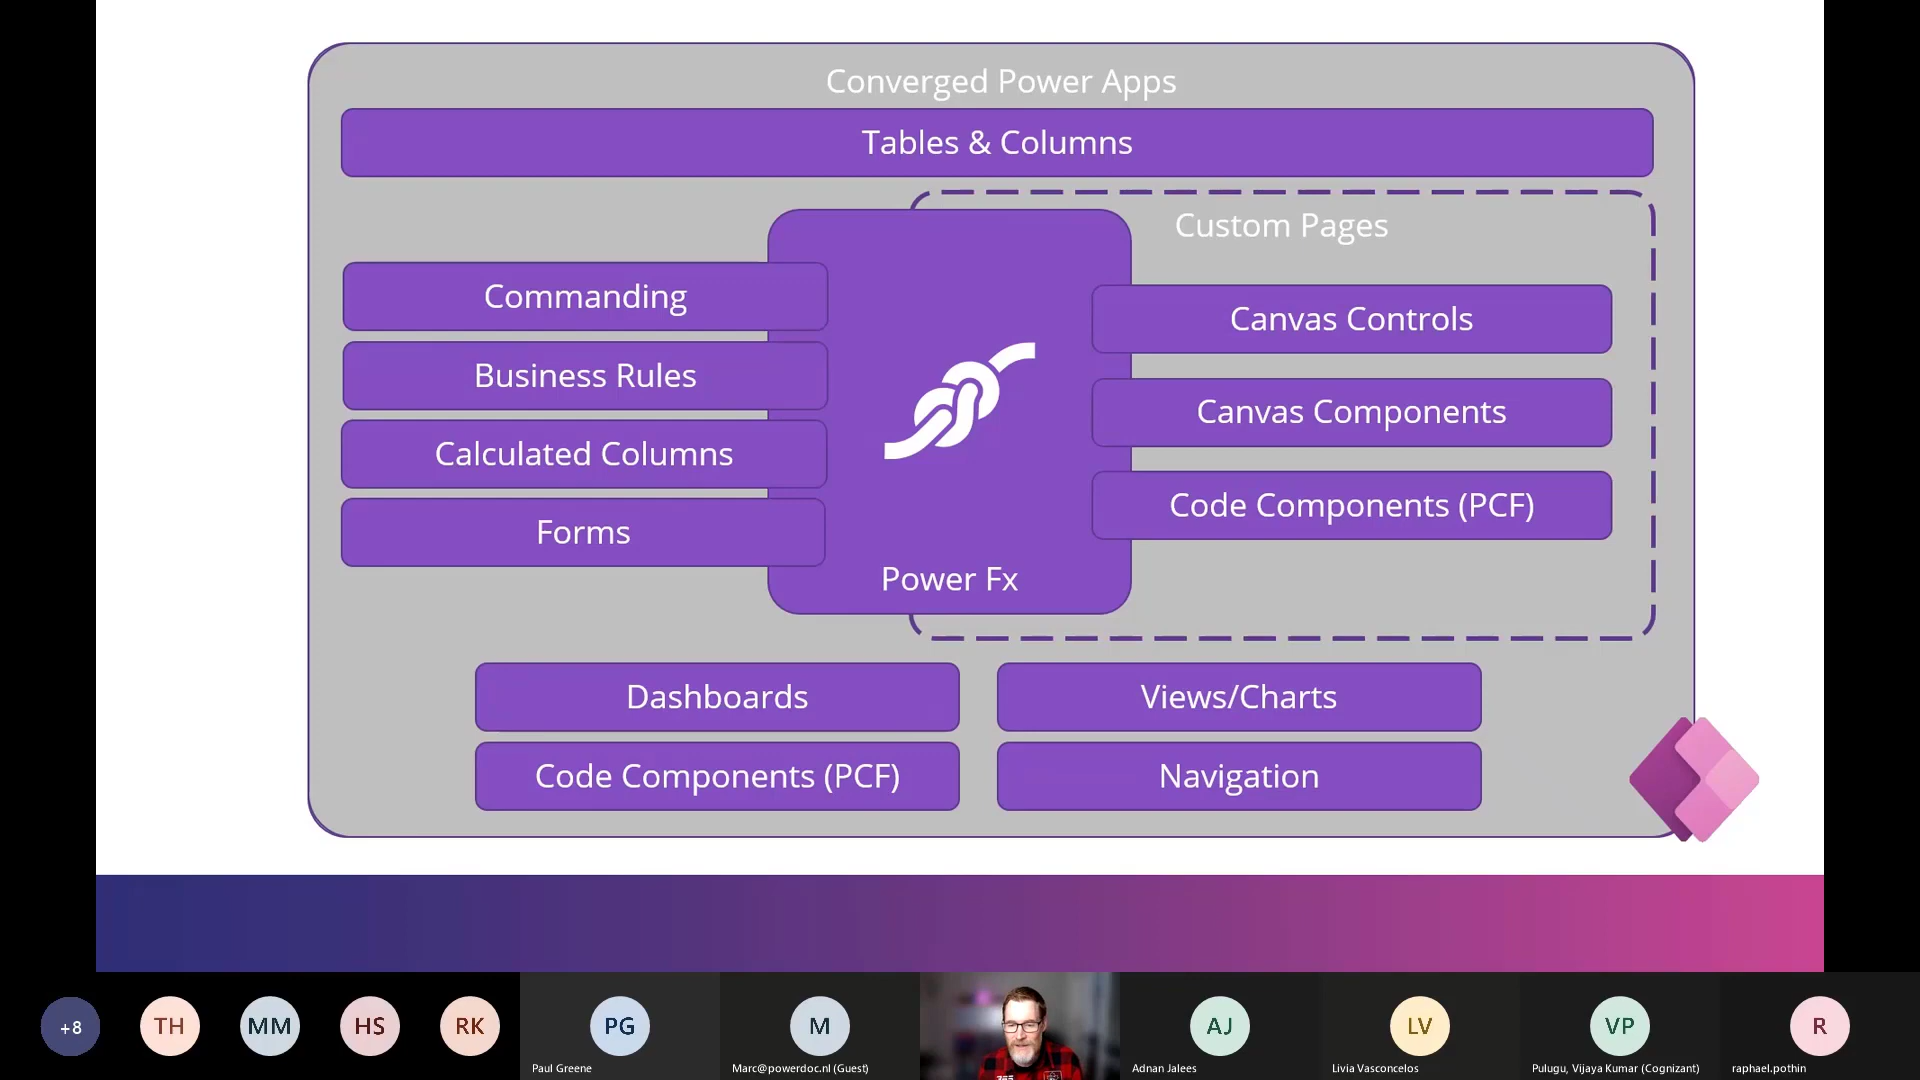 Converged Power Apps
Tables & Columns
Custom Pages
Commanding
Business Rules
Calculated Columns
Forms
Canvas Controls
Canvas Components
Code Components (PCF)
Power Fx
Dashboards
Views/Charts
Code Components (PCF)
Navigation
+8
TH
MM
HS
RK
PG
M
AJ
LV
VP
R
Paul Greene
Marc@powerdoc.nl (Guest)
Adnan Jalees
Livia Vasconcelos
Pulugu, Vijaya Kumar (Cognizant)
raphael.pothin